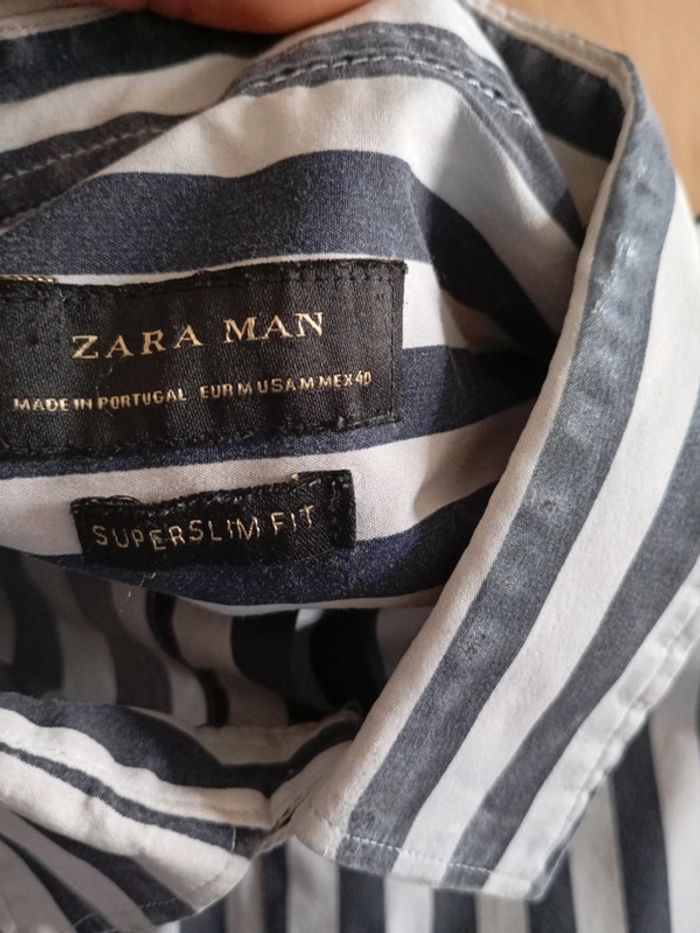 ZARA MAN
MADE IN PORTUGAL EUR M USA M MEX 40
SUPERSLIM FIT